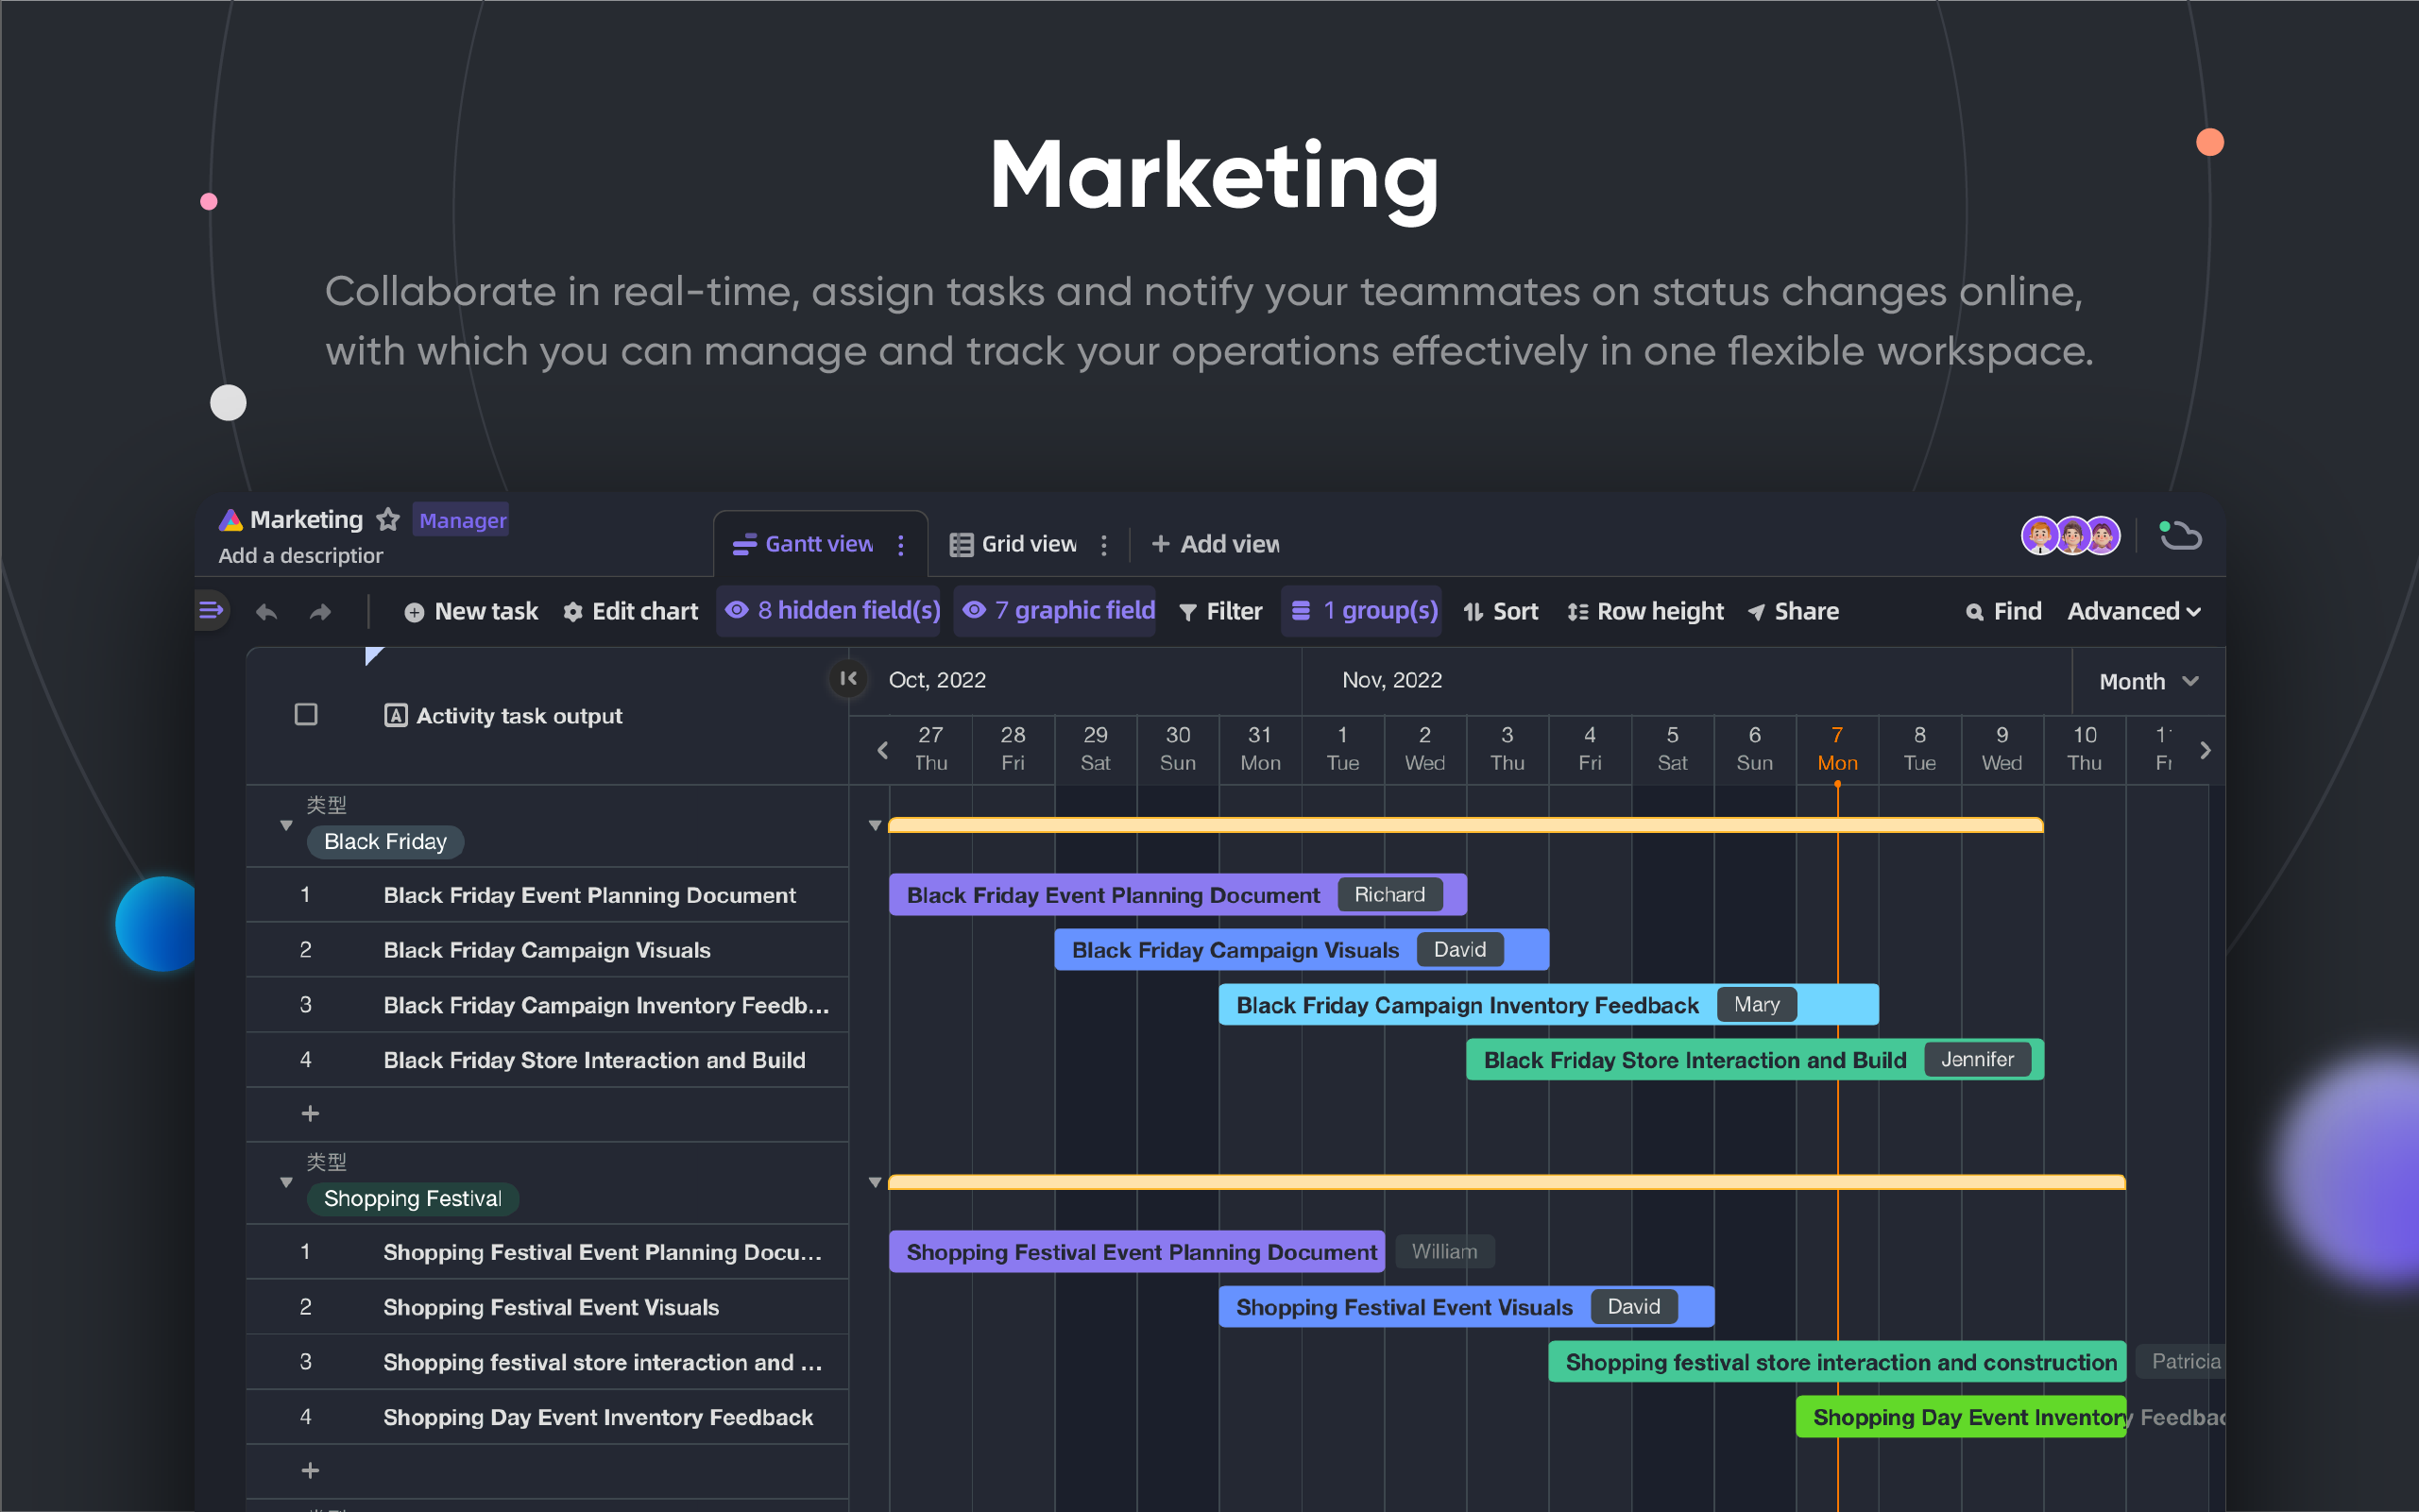 Marketing
Collaborate in real-time, assign tasks and notify your teammates on status changes online,
with which you can manage and track your operations effectively in one flexible workspace.
Marketing Manager
Add a descriptior
Gantt view Grid view + Add view
New task Edit chart 8 hidden field(s) 7 graphic field Filter 1 group(s) Sort Row height Share Find Advanced
Activity task output
Oct, 2022 Nov, 2022 Month
27 28 29 30 31 1 2 3 4 5 6 7 8 9 10 11
Thu Fri Sat Sun Mon Tue Wed Thu Fri Sat Sun Mon Tue Wed Thu
类型
Black Friday
1 Black Friday Event Planning Document Black Friday Event Planning Document Richard
2 Black Friday Campaign Visuals Black Friday Campaign Visuals David
3 Black Friday Campaign Inventory Feedb... Black Friday Campaign Inventory Feedback Mary
4 Black Friday Store Interaction and Build Black Friday Store Interaction and Build Jennifer
+
类型
Shopping Festival
1 Shopping Festival Event Planning Docu... Shopping Festival Event Planning Document William
2 Shopping Festival Event Visuals Shopping Festival Event Visuals David
3 Shopping festival store interaction and ... Shopping festival store interaction and construction Patricia
4 Shopping Day Event Inventory Feedback Shopping Day Event Inventory Feedbac
+